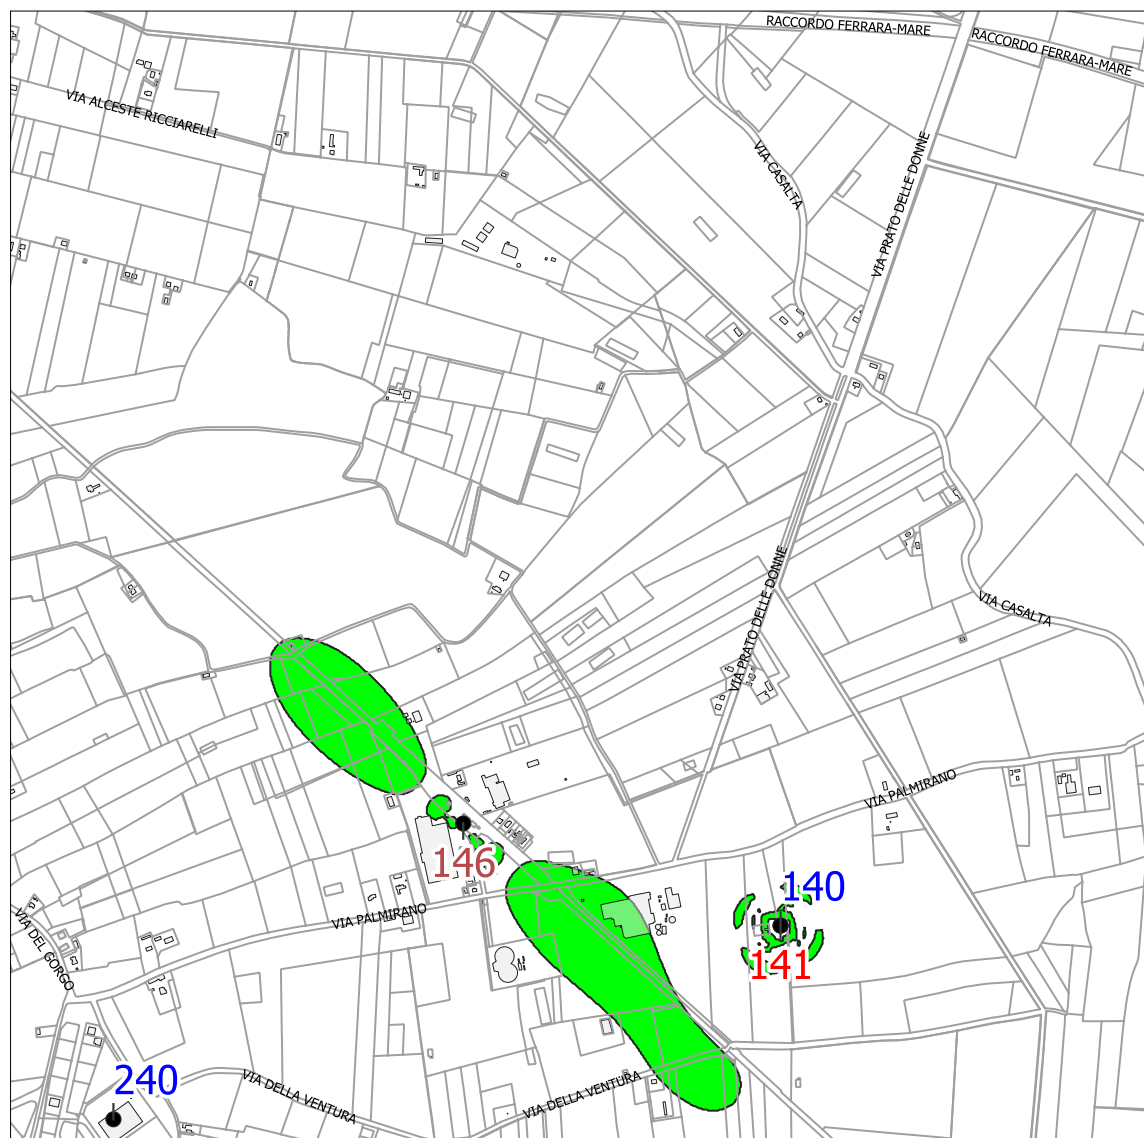 RACCORDO FERRARA-MARE
RACCORDO FERRARA-MARE
VIA ALCESTE RICCIARELLI
VIA CASALTA
VIA PRATO DELLE DONNE
VIA PRATO DELLE DONNE
VIA CASALTA
VIA PALMIRANO
146
140
VIA PALMIRANO
VIA DEL GORGO
141
240
VIA DELLA VENTURA
VIA DELLA VENTURA